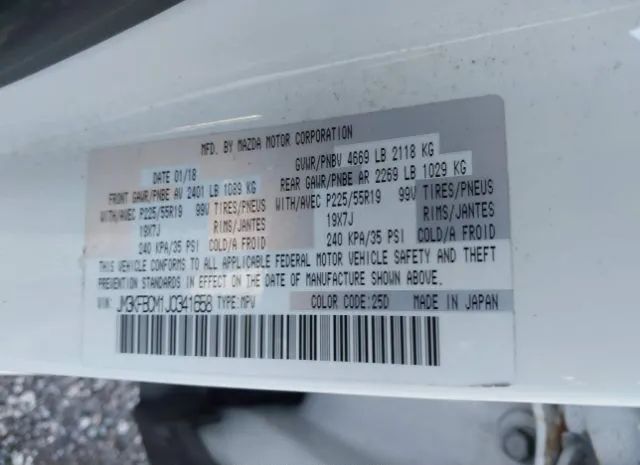 MFD. BY MAZDA MOTOR CORPORATION
DATE 01/18 GVWR/PNBV 4669 LB 2118 KG
FRONT GAWR/PNBE AV 2401 LB 1089 KG REAR GAWR/PNBE AR 2269 LB 1029 KG
WITH/AVEC P225/55R19 99V TIRES/PNEUS WITH/AVEC P225/55R19 99V TIRES/PNEUS
19X7J RIMS/JANTES 19X7J RIMS/JANTES
240 KPA/35 PSI COLD/A FROID 240 KPA/35 PSI COLD/A FROID
THIS VEHICLE CONFORMS TO ALL APPLICABLE FEDERAL MOTOR VEHICLE SAFETY AND THEFT
PREVENTION STANDARDS IN EFFECT ON THE DATE OF MANUFACTURE SHOWN ABOVE.
VIN: JM3KFBCM1J0341658 TYPE:MPV COLOR CODE:25D MADE IN JAPAN